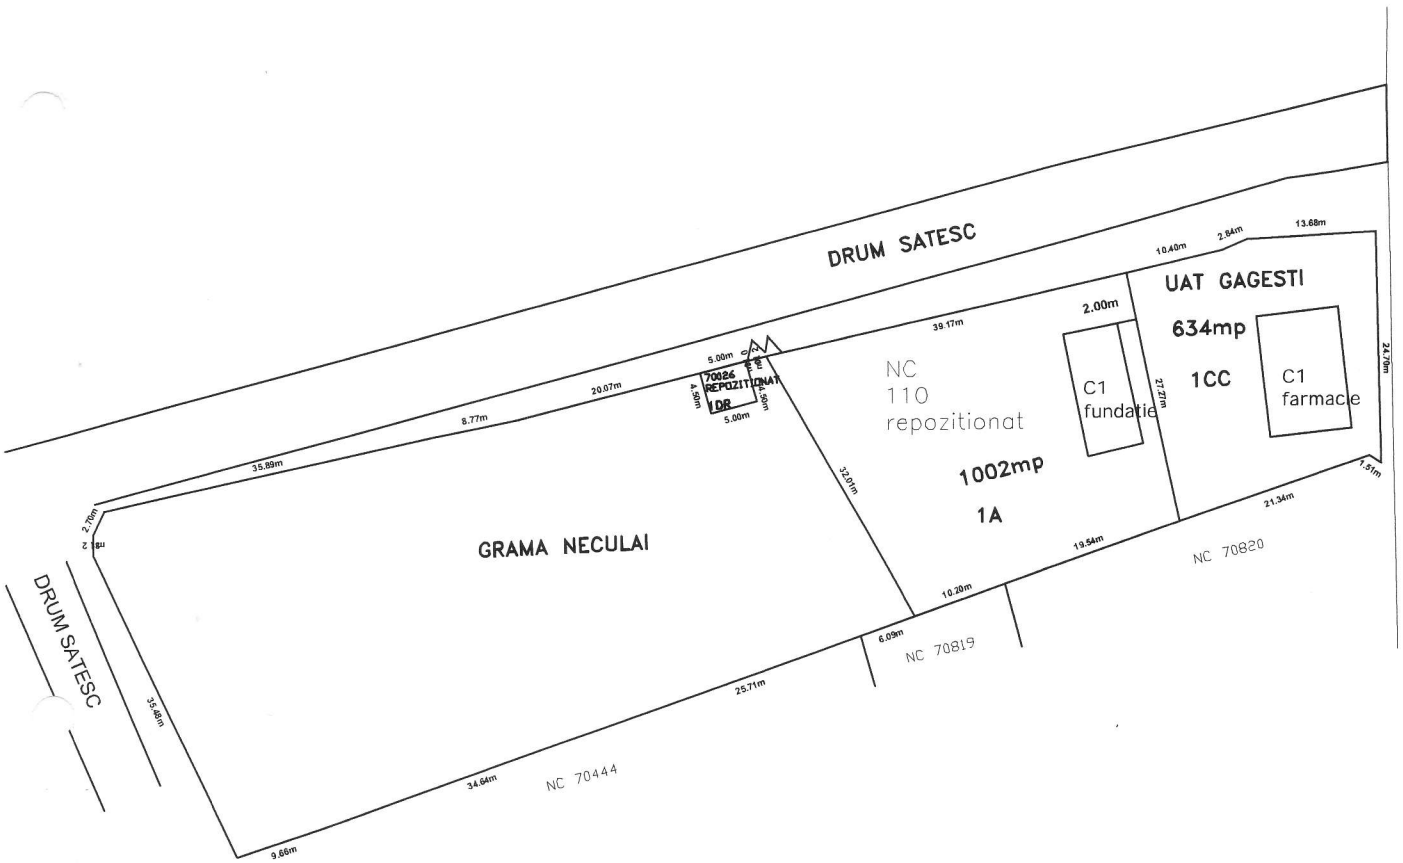 DRUM SATESC
13.68m
2.84m
10.40m
UAT GAGESTI
2.00m
634mp
39.17m
24.70m
5.00m
NC
110
repozitionat
70026
REPOZITIONAT
1DR
4.50m
4.50m
5.00m
1CC
C1
farmacie
C1
fundatie
27.27m
20.07m
8.77m
35.89m
1002mp
1A
32.01m
1.51m
21.34m
2.70m
GRAMA NECULAI
19.54m
NC 70820
DRUM SATESC
10.20m
6.09m
NC 70819
25.71m
35.48m
34.64m
NC 70444
9.66m